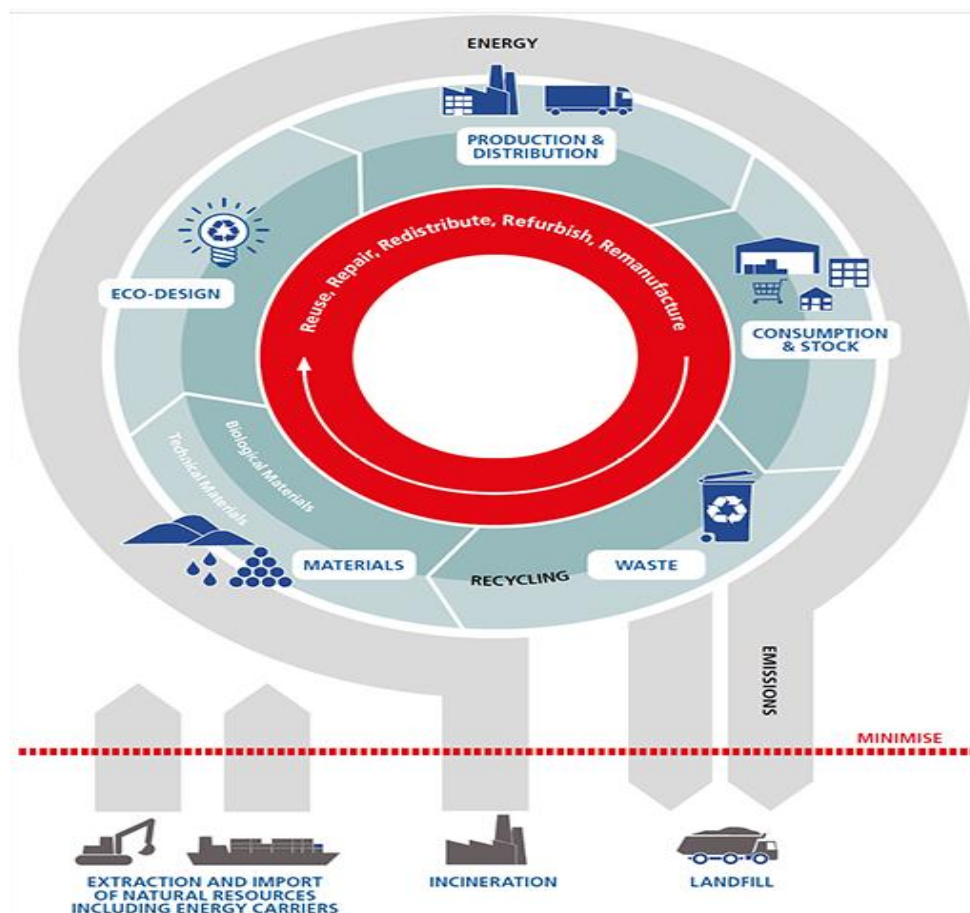 ENERGY
PRODUCTION &
DISTRIBUTION
Reuse, Repair, Redistribute, Refurbish, Remanufacture
ECO-DESIGN
CONSUMPTION
& STOCK
Biological Materials
Technical Materials
MATERIALS
RECYCLING
WASTE
EMISSIONS
MINIMISE
EXTRACTION AND IMPORT
OF NATURAL RESOURCES
INCLUDING ENERGY CARRIERS
INCINERATION
LANDFILL